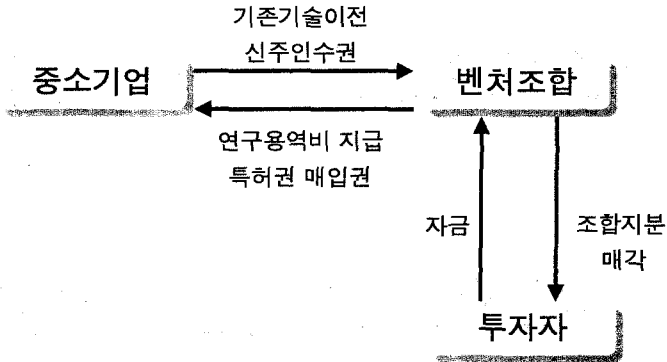 기존기술이전
신주인수권
중소기업
벤처조합
연구용역비 지급
특허권 매입권
자금
조합지분
매각
투자자